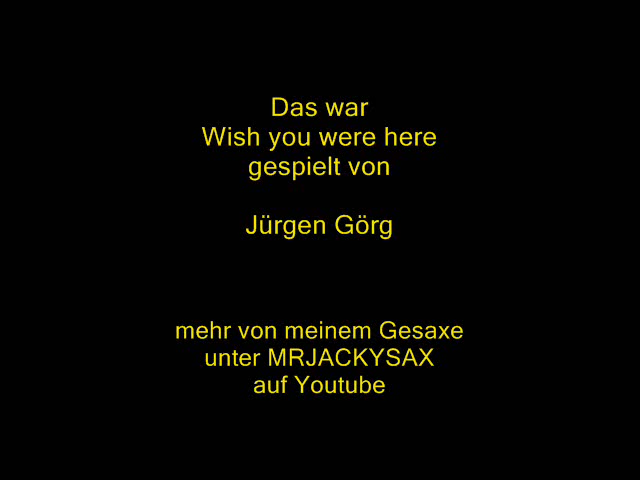 Das war
Wish you were here
gespielt von
Jürgen Görg
mehr von meinem Gesaxe
unter MRJACKYSAX
auf Youtube